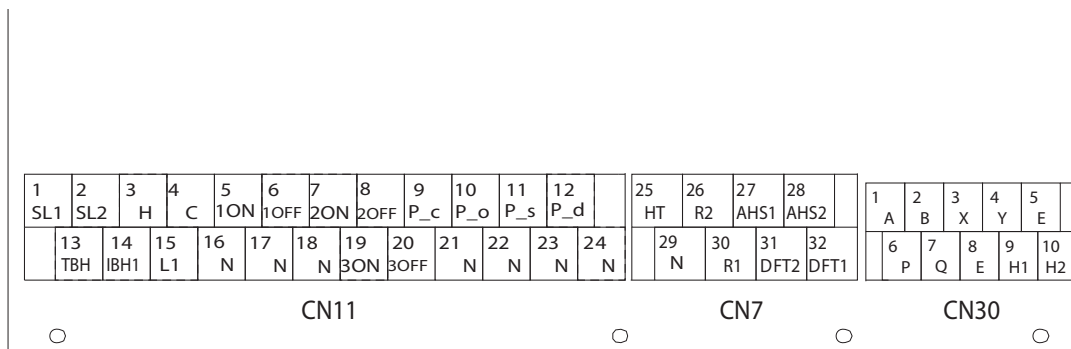 1 2 3 4 5 6 7 8 9 10 11 12
SL1 SL2 H C 1ON 1OFF 2ON 2OFF P_c P_o P_s P_d
13 14 15 16 17 18 19 20 21 22 23 24
TBH IBH1 L1 N N N 3ON 3OFF N N N N
CN11
25 26 27 28
HT R2 AHS1 AHS2
29 30 31 32
N R1 DFT2 DFT1
CN7
1 2 3 4 5
A B X Y E
6 7 8 9 10
P Q E H1 H2
CN30